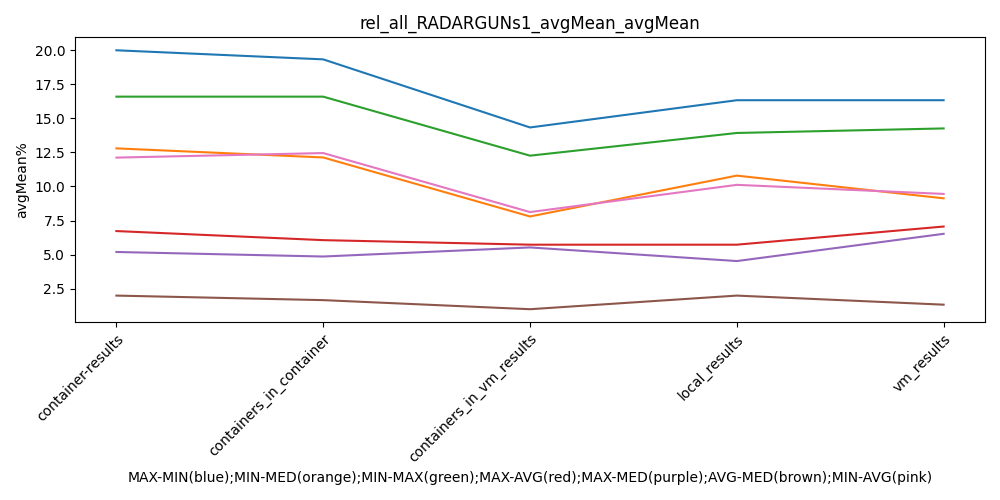 rel_all_RADARGUNs1_avgMean_avgMean
avgMean%
20.0
17.5
15.0
12.5
10.0
7.5
5.0
2.5
container-results
containers_in_container
containers_in_vm_results
local_results
vm_results
MAX-MIN(blue);MIN-MED(orange);MIN-MAX(green);MAX-AVG(red);MAX-MED(purple);AVG-MED(brown);MIN-AVG(pink)